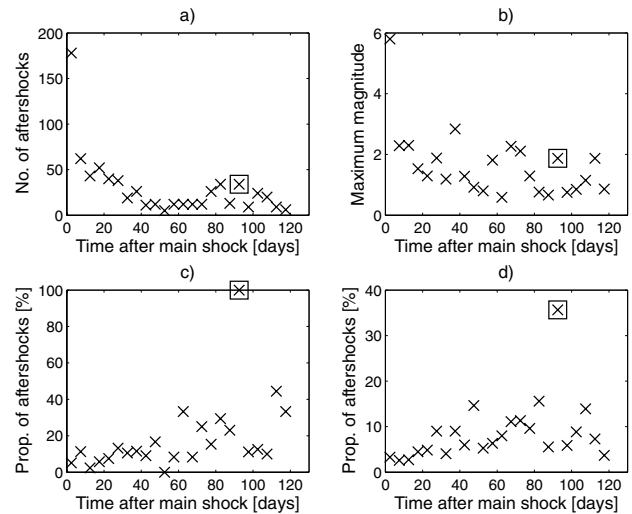 a)
No. of aftershocks
200
150
100
50
0
0 20 40 60 80 100 120
Time after main shock [days]
b)
Maximum magnitude
6
4
2
0
0 20 40 60 80 100 120
Time after main shock [days]
c)
Prop. of aftershocks [%]
100
80
60
40
20
0
0 20 40 60 80 100 120
Time after main shock [days]
d)
Prop. of aftershocks [%]
40
30
20
10
0
0 20 40 60 80 100 120
Time after main shock [days]